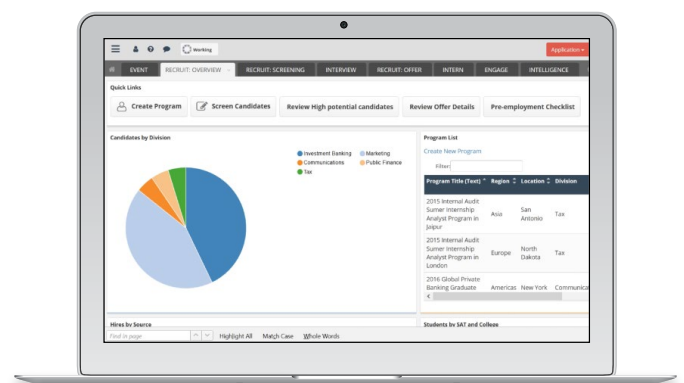 Working
Application
EVENT RECRUIT: OVERVIEW RECRUIT: SCREENING INTERVIEW RECRUIT: OFFER INTERN ENGAGE INTELLIGENCE
Quick Links
Create Program Screen Candidates Review High potential candidates Review Offer Details Pre-employment Checklist
Candidates by Division
Investment Banking Marketing
Communications Public Finance
Tax
Program List
Create New Program
Filter:
Program Title (Text) Region Location Division
2015 Internal Audit
Sumer Internship
Analyst Program in
Jaipur
Asia
San
Antonio
Tax
2015 Internal Audit
Sumer Internship
Analyst Program in
London
Europe
North
Dakota
Tax
2016 Global Private
Banking Graduate
Americas New York Communica
Hires by Source
Students by SAT and College
Find in page Highlight All Match Case Whole Words